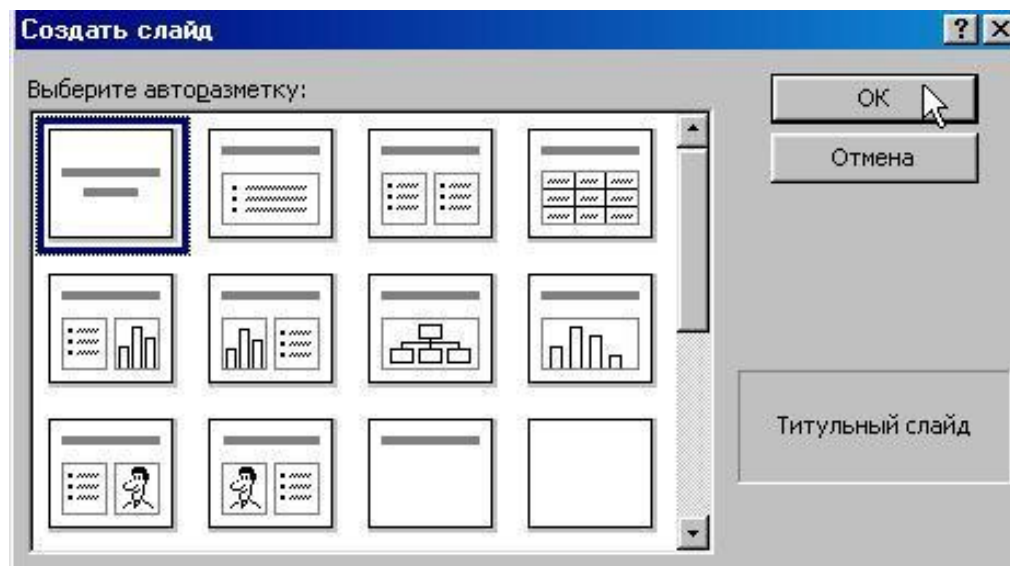 Создать слайд
Выберите авторазметку:
ОК
Отмена
Титульный слайд